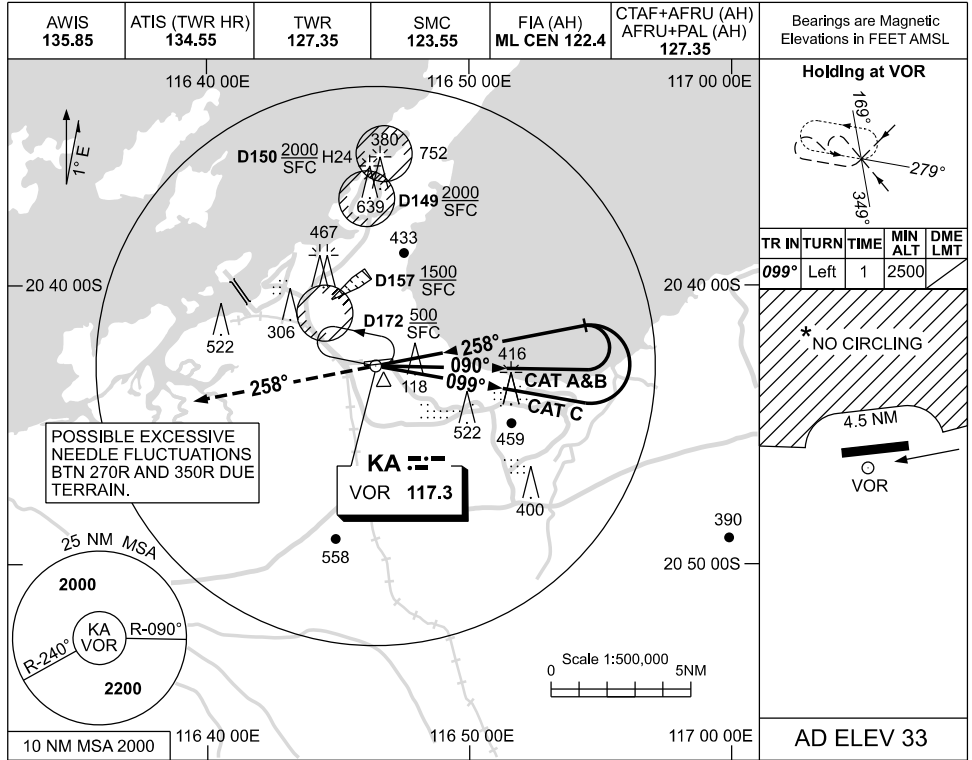 AWIS
135.85
ATIS (TWR HR)
134.55
TWR
127.35
SMC
123.55
FIA (AH)
ML CEN 122.4
CTAF+AFRU (AH)
AFRU+PAL (AH)
127.35
Bearings are Magnetic
Elevations in FEET AMSL
116 40 00E
116 50 00E
117 00 00E
1° E
D150 2000 H24
SFC
380
752
639
D149 2000
SFC
467
433
20 40 00S
20 40 00S
D157 1500
SFC
306
522
D172 500
SFC
258°
416
090°
CAT A&B
099°
CAT C
258°
118
522
459
POSSIBLE EXCESSIVE
NEEDLE FLUCTUATIONS
BTN 270R AND 350R DUE
TERRAIN.
KA
VOR 117.3
400
558
390
20 50 00S
25 NM MSA
2000
KA
VOR
R-090°
R-240°
2200
10 NM MSA 2000
Scale 1:500,000
0
5NM
116 40 00E
116 50 00E
117 00 00E
Holding at VOR
169°
279°
349°
TR IN
TURN
TIME
MIN
ALT
DME
LMT
099°
Left
1
2500
*NO CIRCLING
4.5 NM
VOR
AD ELEV 33